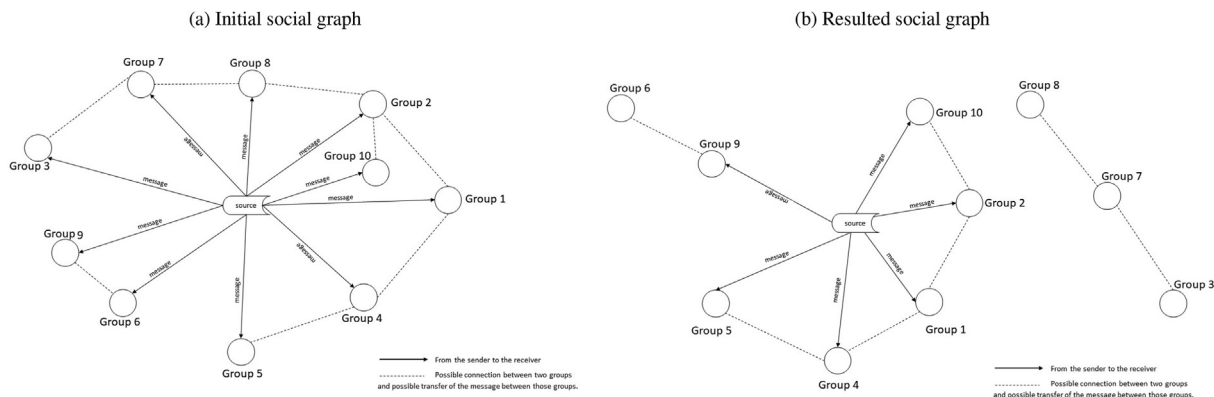 (a) Initial social graph
Group 7
Group 8
Group 2
Group 10
Group 3
Group 1
Group 9
Group 6
Group 4
Group 5
source
message
message
message
message
message
message
message
message
message
message
From the sender to the receiver
Possible connection between two groups
and possible transfer of the message between those groups.
(b) Resulted social graph
Group 6
Group 9
Group 10
Group 8
Group 7
Group 2
Group 3
Group 5
Group 1
Group 4
source
message
message
message
message
message
message
From the sender to the receiver
Possible connection between two groups
and possible transfer of the message between those groups.